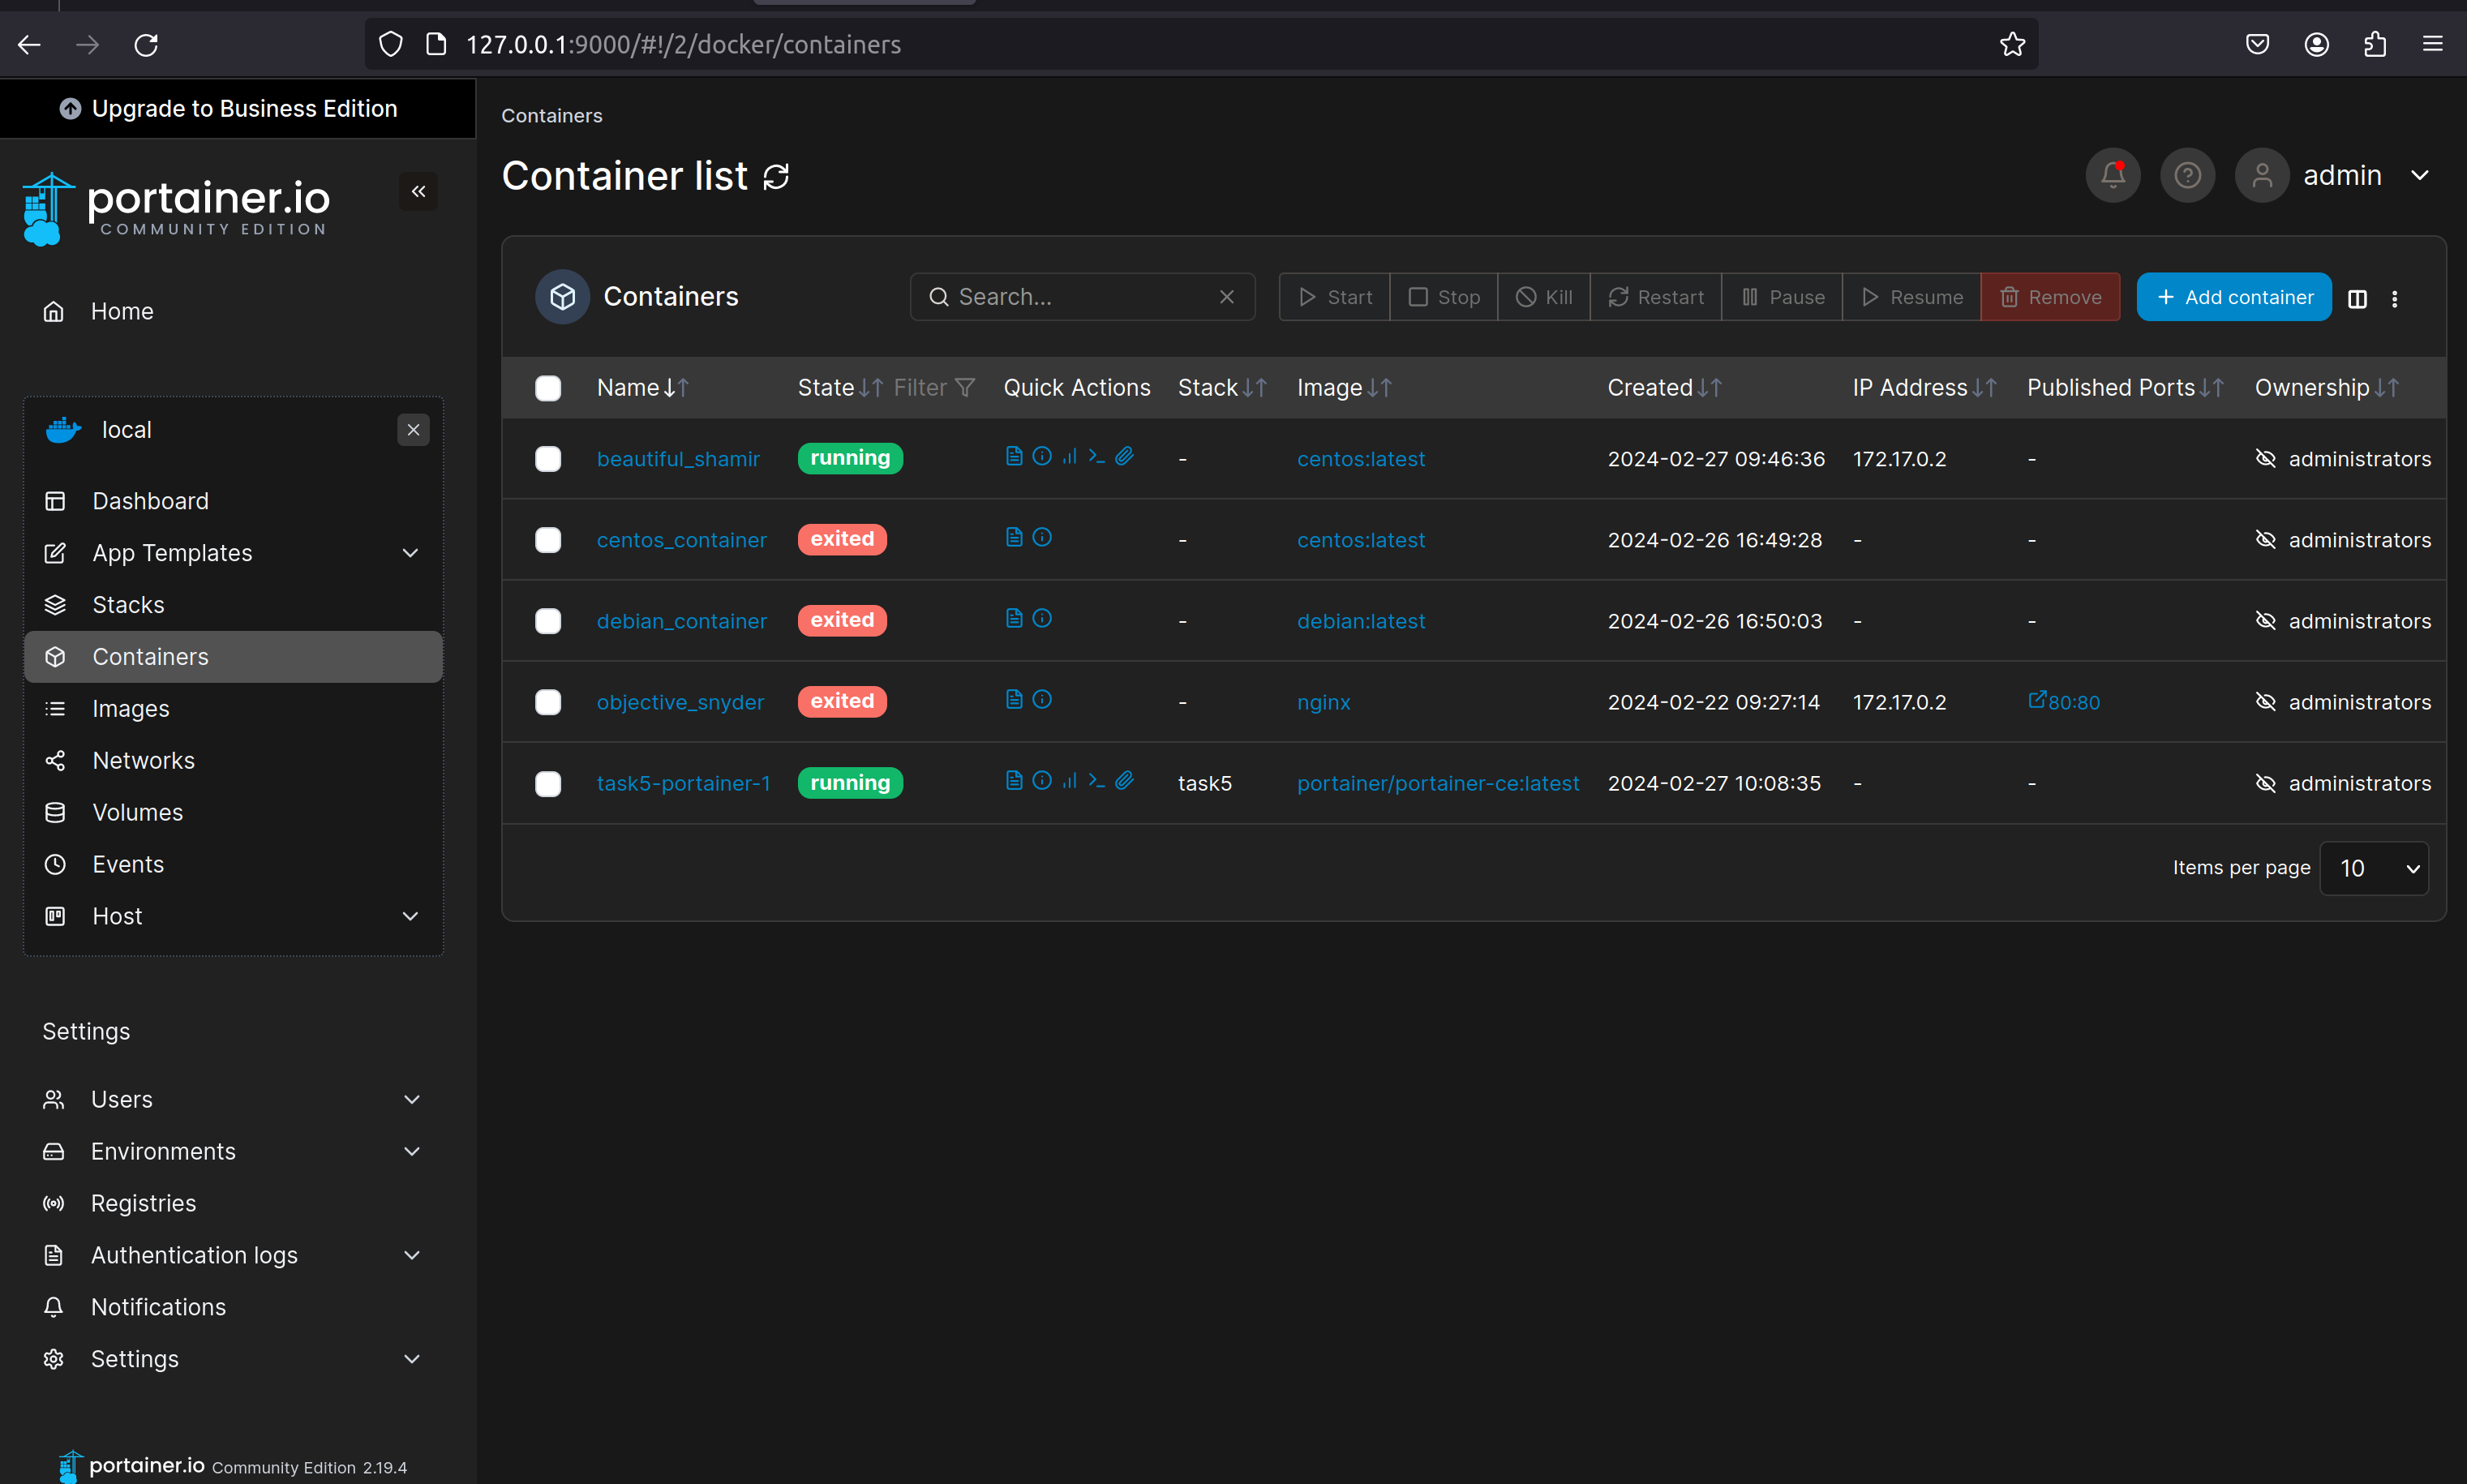 127.0.0.1:9000/#!/2/docker/containers
Upgrade to Business Edition
portainer.io
COMMUNITY EDITION
Home
local
Dashboard
App Templates
Stacks
Containers
Images
Networks
Volumes
Events
Host
Settings
Users
Environments
Registries
Authentication logs
Notifications
Settings
portainer.io Community Edition 2.19.4
Containers
Container list
admin
Containers
Search...
Start Stop Kill Restart Pause Resume Remove
Add container
Name State Filter Quick Actions Stack Image Created IP Address Published Ports Ownership
beautiful_shamir running - centos:latest 2024-02-27 09:46:36 172.17.0.2 - administrators
centos_container exited - centos:latest 2024-02-26 16:49:28 - - administrators
debian_container exited - debian:latest 2024-02-26 16:50:03 - - administrators
objective_snyder exited - nginx 2024-02-22 09:27:14 172.17.0.2 80:80 administrators
task5-portainer-1 running task5 portainer/portainer-ce:latest 2024-02-27 10:08:35 - - administrators
Items per page 10